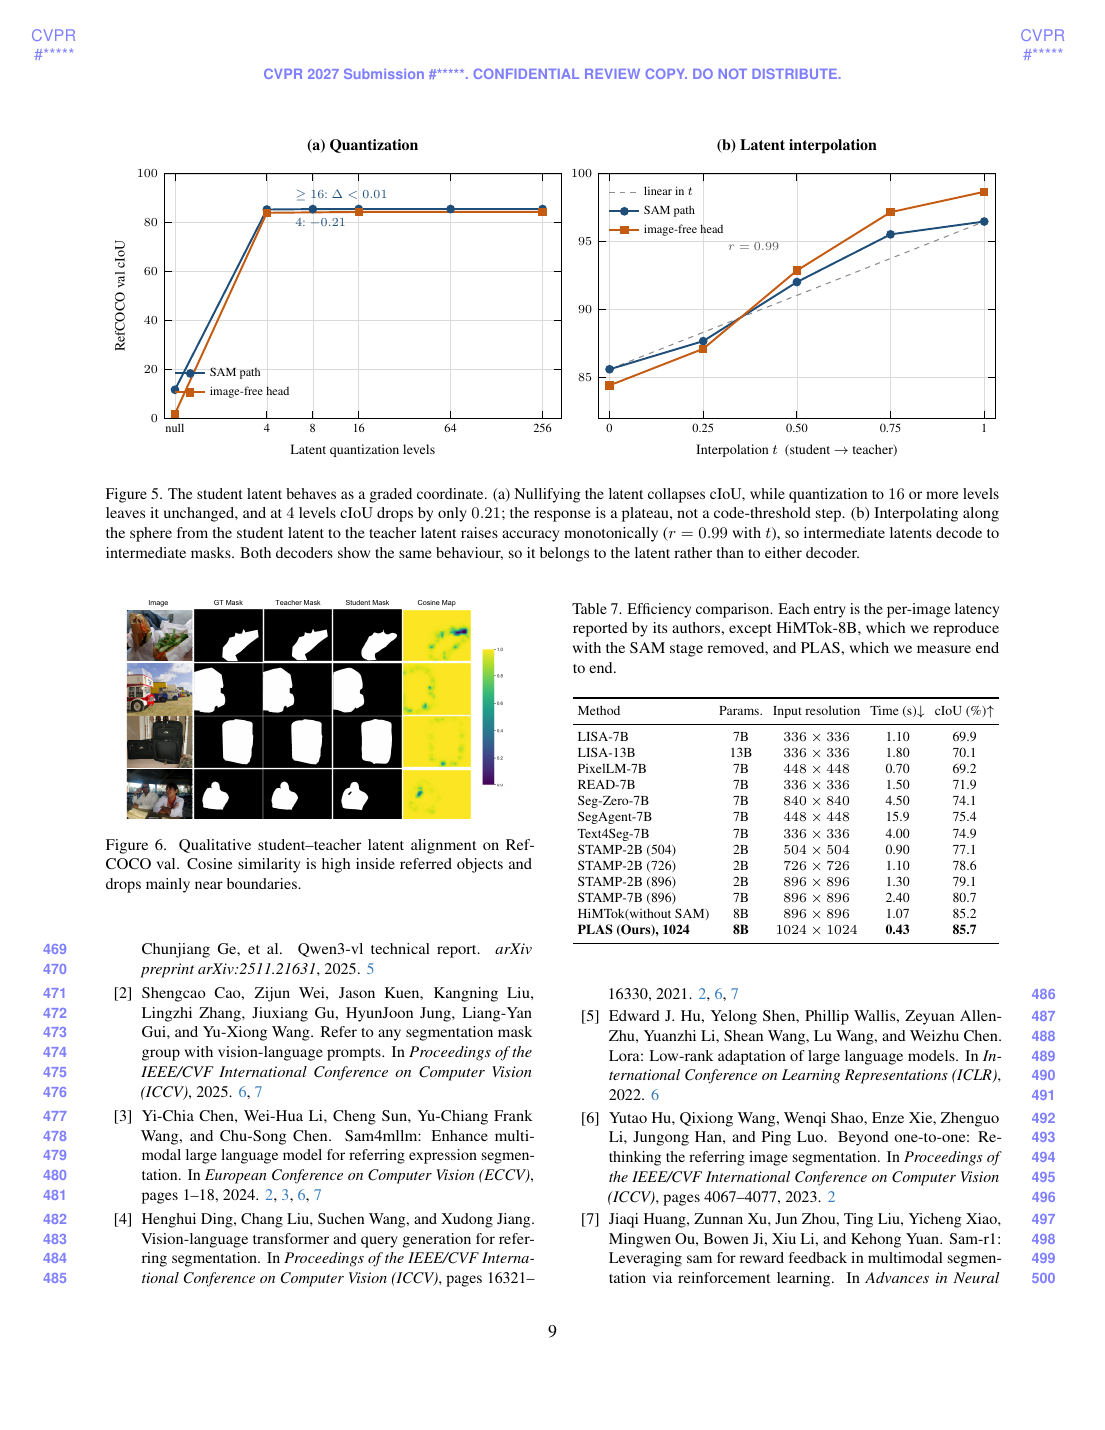 CVPR
#*****
CVPR
#*****
CVPR 2027 Submission #*****. CONFIDENTIAL REVIEW COPY. DO NOT DISTRIBUTE.
(a) Quantization
100
80
60
40
20
0
RefCOCO val cIoU
≥ 16: Δ < 0.01
4: −0.21
SAM path
image-free head
null 4 8 16 64 256
Latent quantization levels
(b) Latent interpolation
100
95
90
85
linear in t
SAM path
image-free head
r = 0.99
0 0.25 0.50 0.75 1
Interpolation t (student → teacher)
Figure 5. The student latent behaves as a graded coordinate. (a) Nullifying the latent collapses cIoU, while quantization to 16 or more levels
leaves it unchanged, and at 4 levels cIoU drops by only 0.21; the response is a plateau, not a code-threshold step. (b) Interpolating along
the sphere from the student latent to the teacher latent raises accuracy monotonically (r = 0.99 with t), so intermediate latents decode to
intermediate masks. Both decoders show the same behaviour, so it belongs to the latent rather than to either decoder.
Image GT Mask Teacher Mask Student Mask Cosine Map
1.0
0.8
0.6
0.4
0.2
0.0
Figure 6. Qualitative student–teacher latent alignment on Ref-
COCO val. Cosine similarity is high inside referred objects and
drops mainly near boundaries.
Table 7. Efficiency comparison. Each entry is the per-image latency
reported by its authors, except HiMTok-8B, which we reproduce
with the SAM stage removed, and PLAS, which we measure end
to end.
Method Params. Input resolution Time (s)↓ cIoU (%)↑
LISA-7B 7B 336 × 336 1.10 69.9
LISA-13B 13B 336 × 336 1.80 70.1
PixelLM-7B 7B 448 × 448 0.70 69.2
READ-7B 7B 336 × 336 1.50 71.9
Seg-Zero-7B 7B 840 × 840 4.50 74.1
SegAgent-7B 7B 448 × 448 15.9 75.4
Text4Seg-7B 7B 336 × 336 4.00 74.9
STAMP-2B (504) 2B 504 × 504 0.90 77.1
STAMP-2B (726) 2B 726 × 726 1.10 78.6
STAMP-2B (896) 2B 896 × 896 1.30 79.1
STAMP-7B (896) 7B 896 × 896 2.40 80.7
HiMTok(without SAM) 8B 896 × 896 1.07 85.2
PLAS (Ours), 1024 8B 1024 × 1024 0.43 85.7
469 Chunjiang Ge, et al. Qwen3-vl technical report. arXiv
470 preprint arXiv:2511.21631, 2025. 5
471 [2] Shengcao Cao, Zijun Wei, Jason Kuen, Kangning Liu,
472 Lingzhi Zhang, Jiuxiang Gu, HyunJoon Jung, Liang-Yan
473 Gui, and Yu-Xiong Wang. Refer to any segmentation mask
474 group with vision-language prompts. In Proceedings of the
475 IEEE/CVF International Conference on Computer Vision
476 (ICCV), 2025. 6, 7
477 [3] Yi-Chia Chen, Wei-Hua Li, Cheng Sun, Yu-Chiang Frank
478 Wang, and Chu-Song Chen. Sam4mllm: Enhance multi-
479 modal large language model for referring expression segmen-
480 tation. In European Conference on Computer Vision (ECCV),
481 pages 1–18, 2024. 2, 3, 6, 7
482 [4] Henghui Ding, Chang Liu, Suchen Wang, and Xudong Jiang.
483 Vision-language transformer and query generation for refer-
484 ring segmentation. In Proceedings of the IEEE/CVF Interna-
485 tional Conference on Computer Vision (ICCV), pages 16321–
16330, 2021. 2, 6, 7 486
[5] Edward J. Hu, Yelong Shen, Phillip Wallis, Zeyuan Allen- 487
Zhu, Yuanzhi Li, Shean Wang, Lu Wang, and Weizhu Chen. 488
Lora: Low-rank adaptation of large language models. In In- 489
ternational Conference on Learning Representations (ICLR), 490
2022. 6 491
[6] Yutao Hu, Qixiong Wang, Wenqi Shao, Enze Xie, Zhenguo 492
Li, Jungong Han, and Ping Luo. Beyond one-to-one: Re- 493
thinking the referring image segmentation. In Proceedings of 494
the IEEE/CVF International Conference on Computer Vision 495
(ICCV), pages 4067–4077, 2023. 2 496
[7] Jiaqi Huang, Zunnan Xu, Jun Zhou, Ting Liu, Yicheng Xiao, 497
Mingwen Ou, Bowen Ji, Xiu Li, and Kehong Yuan. Sam-r1: 498
Leveraging sam for reward feedback in multimodal segmen- 499
tation via reinforcement learning. In Advances in Neural 500
9